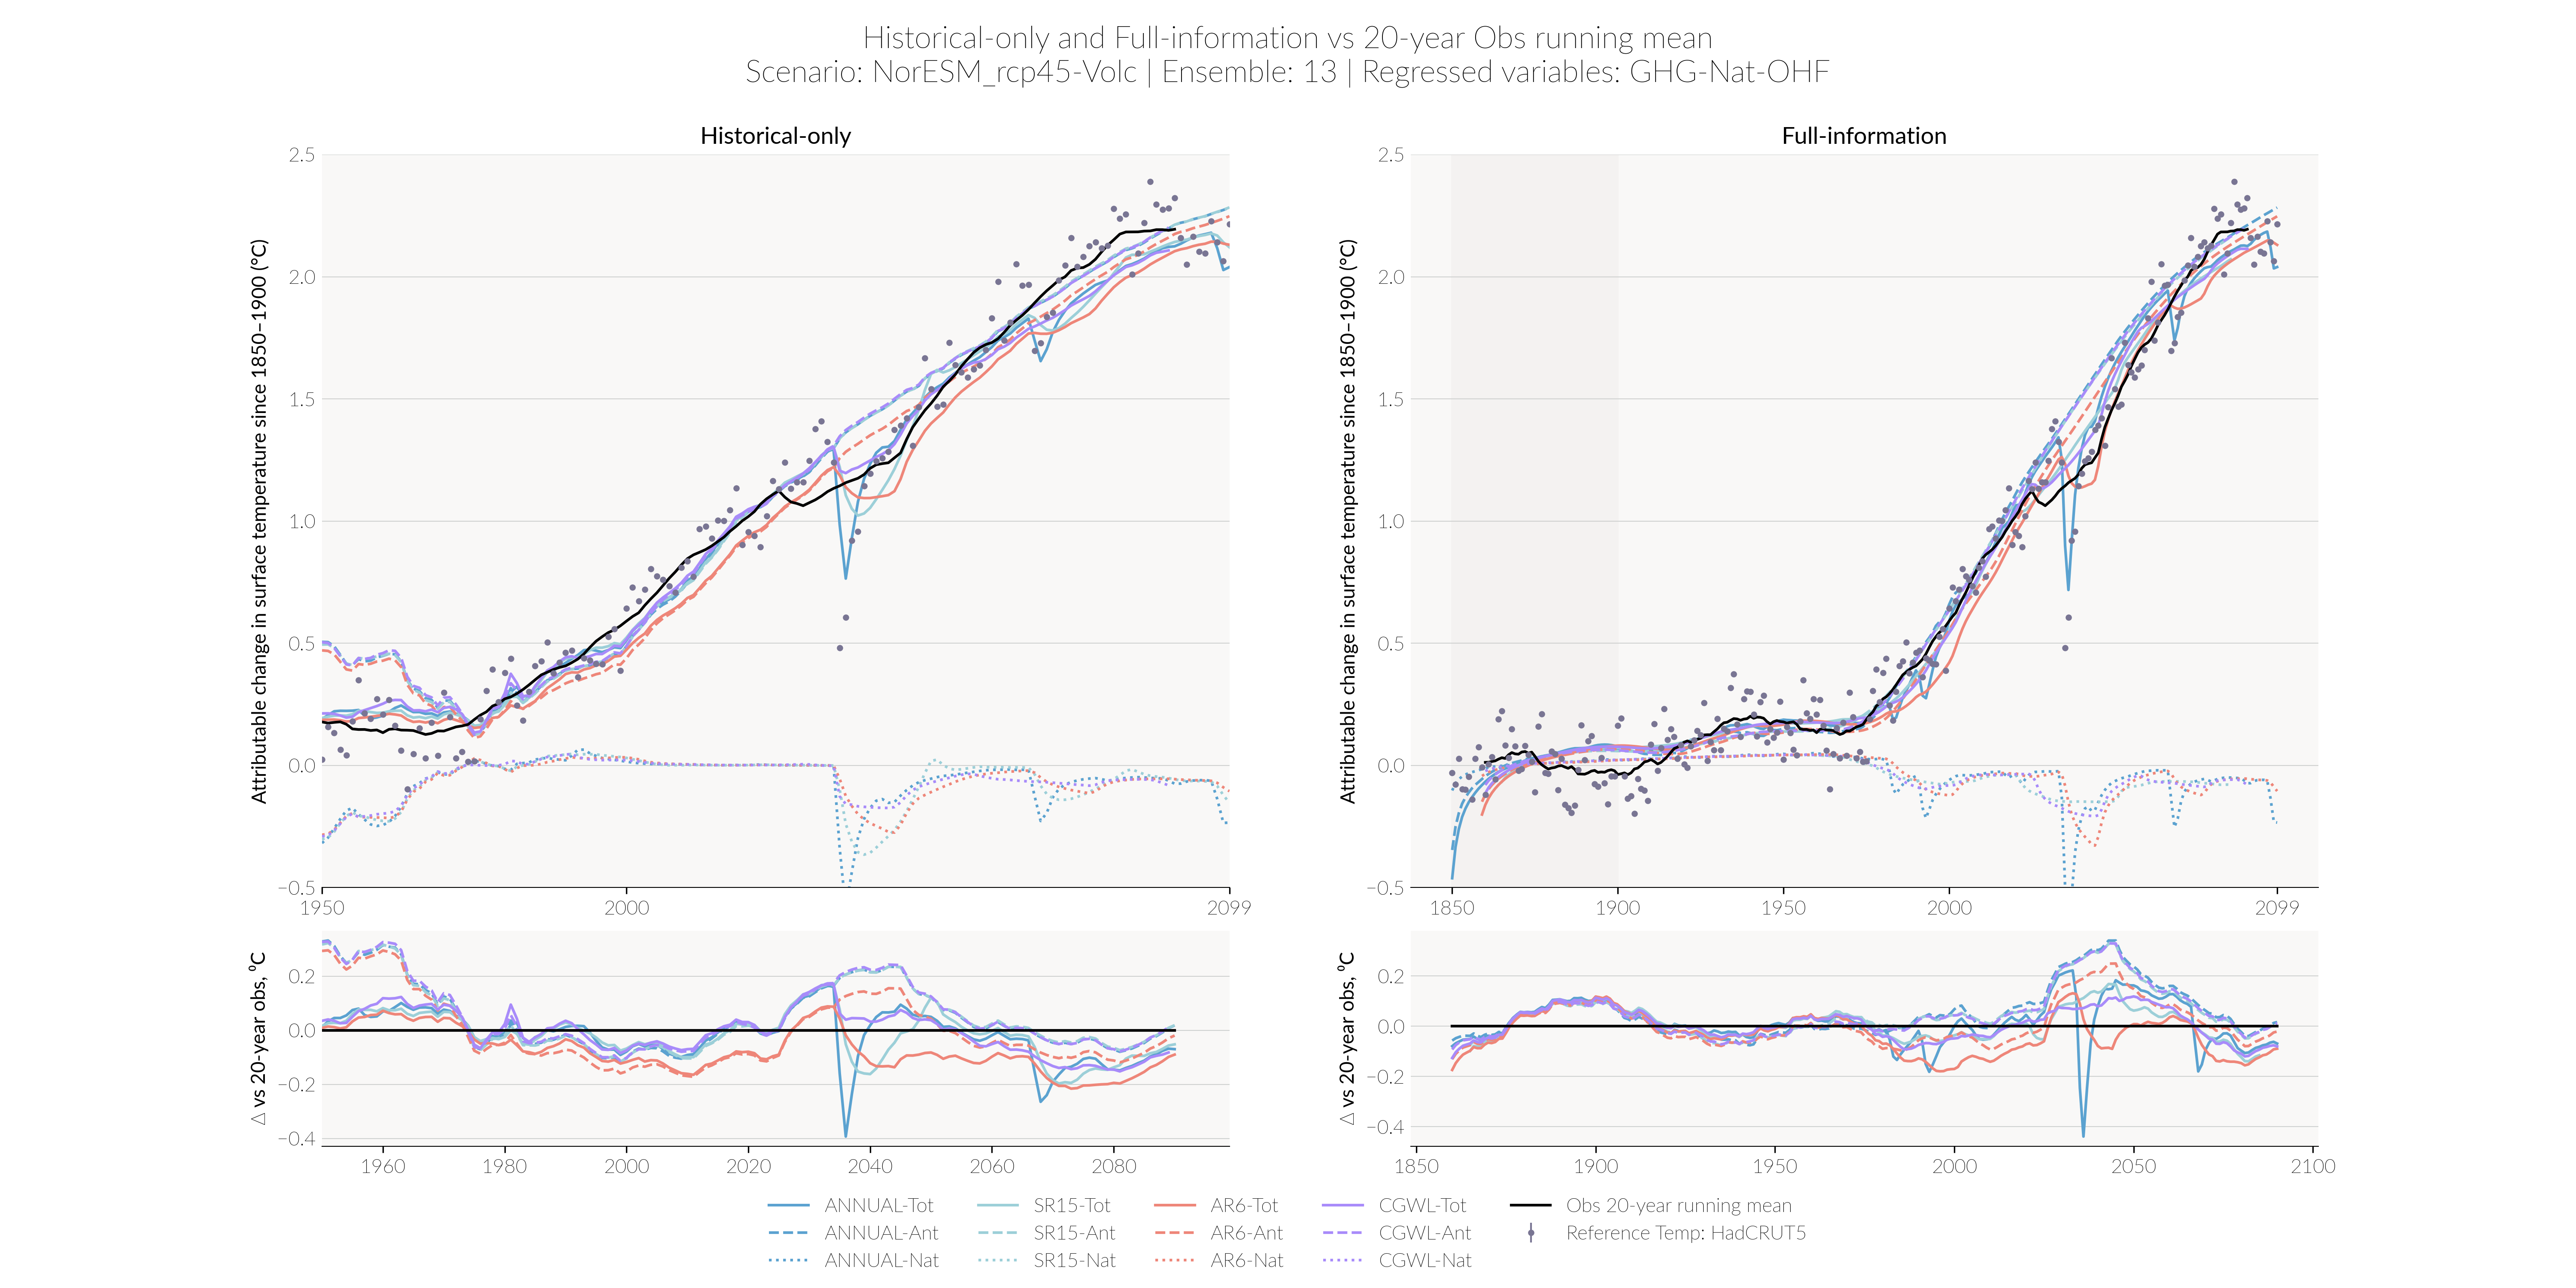 Historical-only and Full-information vs 20-year Obs running mean
Scenario: NorESM_rcp45-Volc | Ensemble: 13 | Regressed variables: GHG-Nat-OHF
Historical-only
Attributable change in surface temperature since 1850–1900 (°C)
2.5
2.0
1.5
1.0
0.5
0.0
−0.5
1950
2000
2099
Δ vs 20-year obs, °C
0.2
0.0
−0.2
−0.4
1960
1980
2000
2020
2040
2060
2080
Full-information
Attributable change in surface temperature since 1850–1900 (°C)
2.5
2.0
1.5
1.0
0.5
0.0
−0.5
1850
1900
1950
2000
2099
Δ vs 20-year obs, °C
0.2
0.0
−0.2
−0.4
1850
1900
1950
2000
2050
2100
ANNUAL-Tot
ANNUAL-Ant
ANNUAL-Nat
SR15-Tot
SR15-Ant
SR15-Nat
AR6-Tot
AR6-Ant
AR6-Nat
CGWL-Tot
CGWL-Ant
CGWL-Nat
Obs 20-year running mean
Reference Temp: HadCRUT5